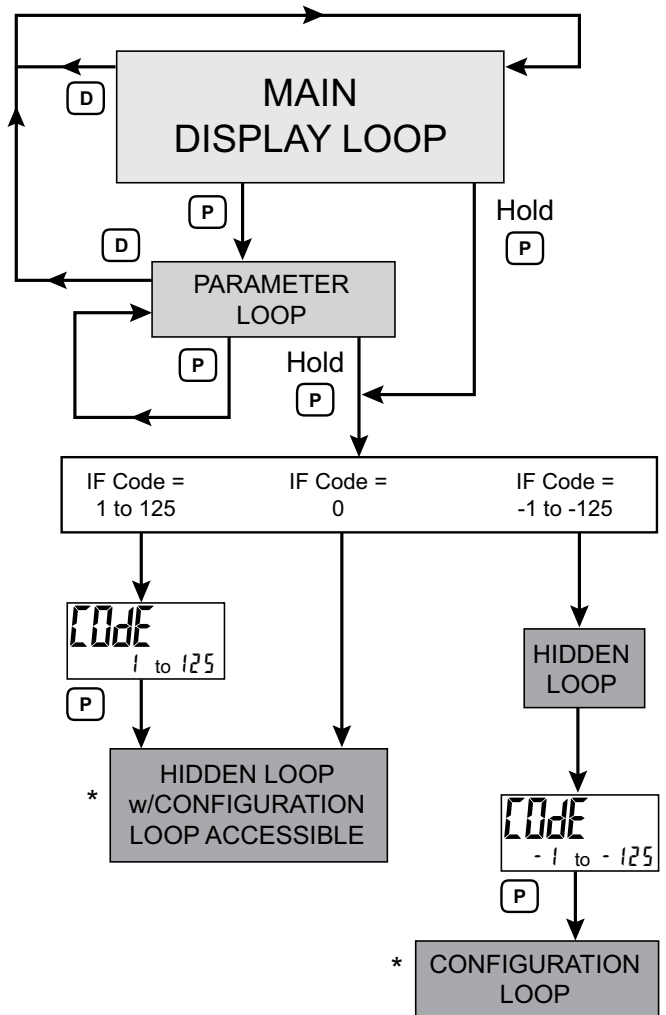 D
MAIN
DISPLAY LOOP
P
Hold
P
D
PARAMETER
LOOP
P
Hold
P
IF Code =
1 to 125
IF Code =
0
IF Code =
-1 to -125
COdE
1 to 125
P
HIDDEN
LOOP
*
HIDDEN LOOP
w/CONFIGURATION
LOOP ACCESSIBLE
COdE
- 1 to - 125
P
*
CONFIGURATION
LOOP